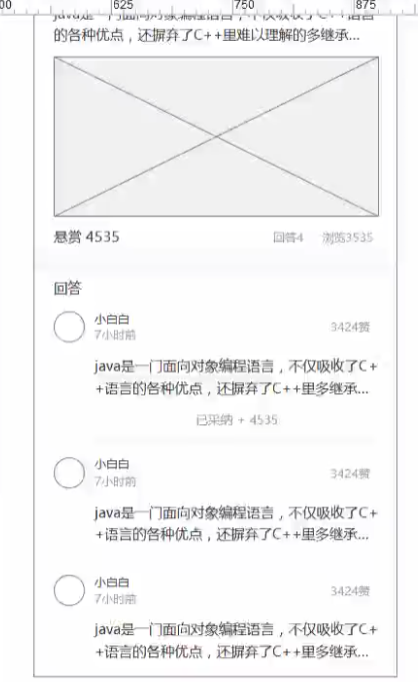 625 750 875
java是一门面向对象编程语言，不仅吸收了C++语言
的各种优点，还摒弃了C++里难以理解的多继承...
悬赏 4535 回答4 浏览3535
回答
小白白
7小时前 3424赞
java是一门面向对象编程语言，不仅吸收了C+
+语言的各种优点，还摒弃了C++里多继承...
已采纳 + 4535
小白白
7小时前 3424赞
java是一门面向对象编程语言，不仅吸收了C+
+语言的各种优点，还摒弃了C++里多继承...
小白白
7小时前 3424赞
java是一门面向对象编程语言，不仅吸收了C+
+语言的各种优点，还摒弃了C++里多继承...